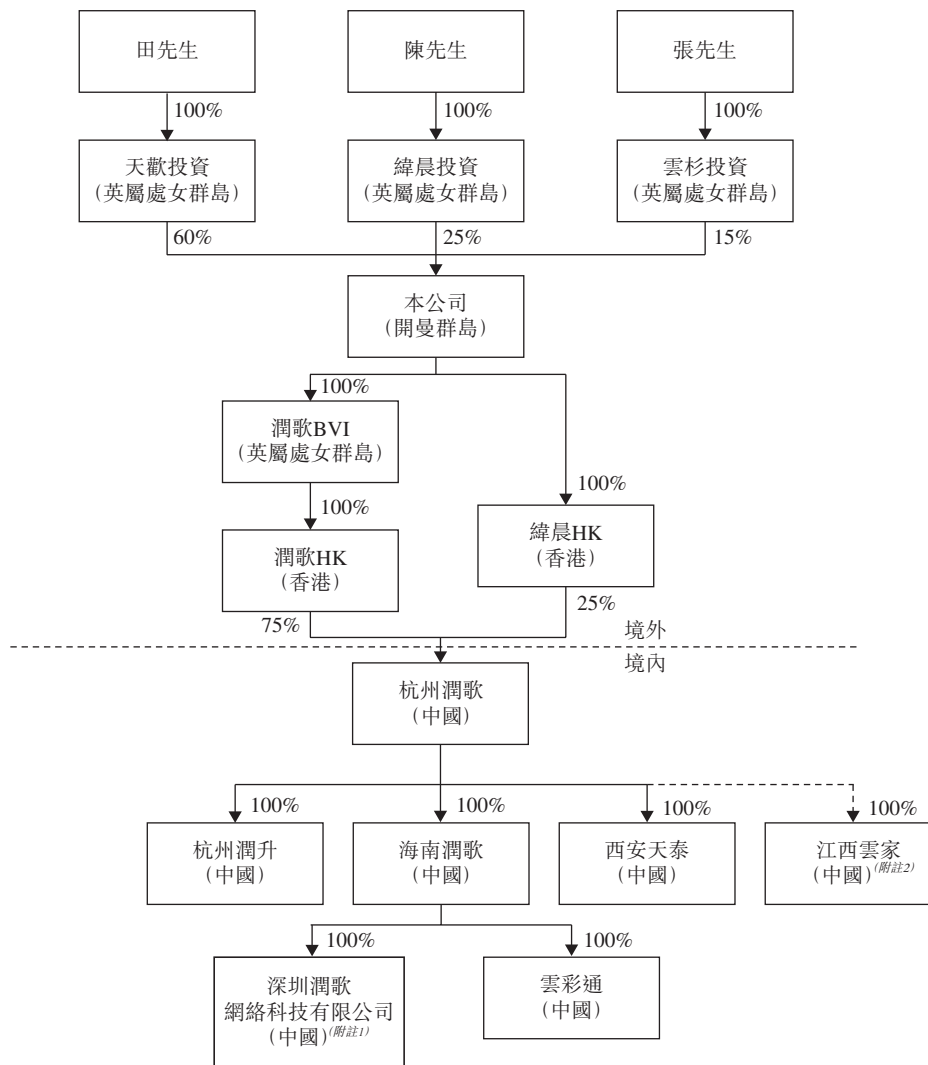 田先生
陳先生
張先生
100%
100%
100%
天歡投資
(英屬處女群島)
緯晨投資
(英屬處女群島)
雲杉投資
(英屬處女群島)
60%
25%
15%
本公司
(開曼群島)
100%
潤歌BVI
(英屬處女群島)
100%
100%
潤歌HK
(香港)
緯晨HK
(香港)
75%
25%
境外
境內
杭州潤歌
(中國)
100%
100%
100%
100%
杭州潤升
(中國)
海南潤歌
(中國)
西安天泰
(中國)
江西雲家
(中國)(附註2)
100%
100%
深圳潤歌
網絡科技有限公司
(中國)(附註1)
雲彩通
(中國)